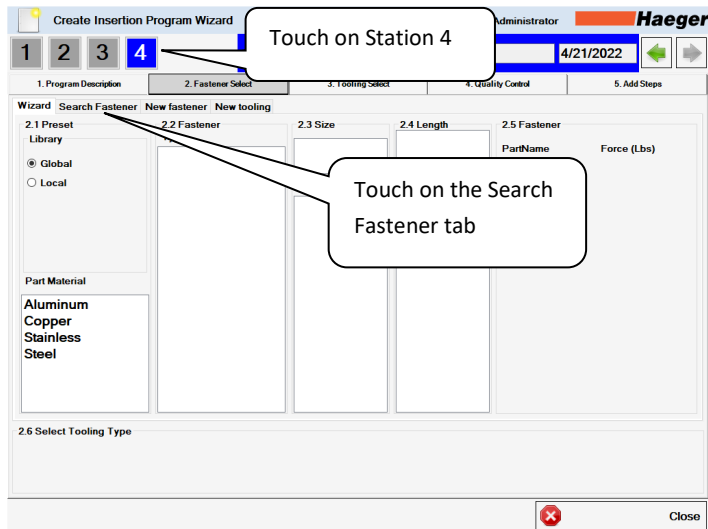 Create Insertion Program Wizard
Administrator
Haeger
Touch on Station 4
1 2 3 4
4/21/2022
1. Program Description
2. Fastener Select
3. Tooling Select
4. Quality Control
5. Add Steps
Wizard Search Fastener New fastener New tooling
2.1 Preset
2.2 Fastener
2.3 Size
2.4 Length
2.5 Fastener
Library
PartName
Force (Lbs)
Global
Local
Touch on the Search
Fastener tab
Part Material
Aluminum
Copper
Stainless
Steel
2.6 Select Tooling Type
Close